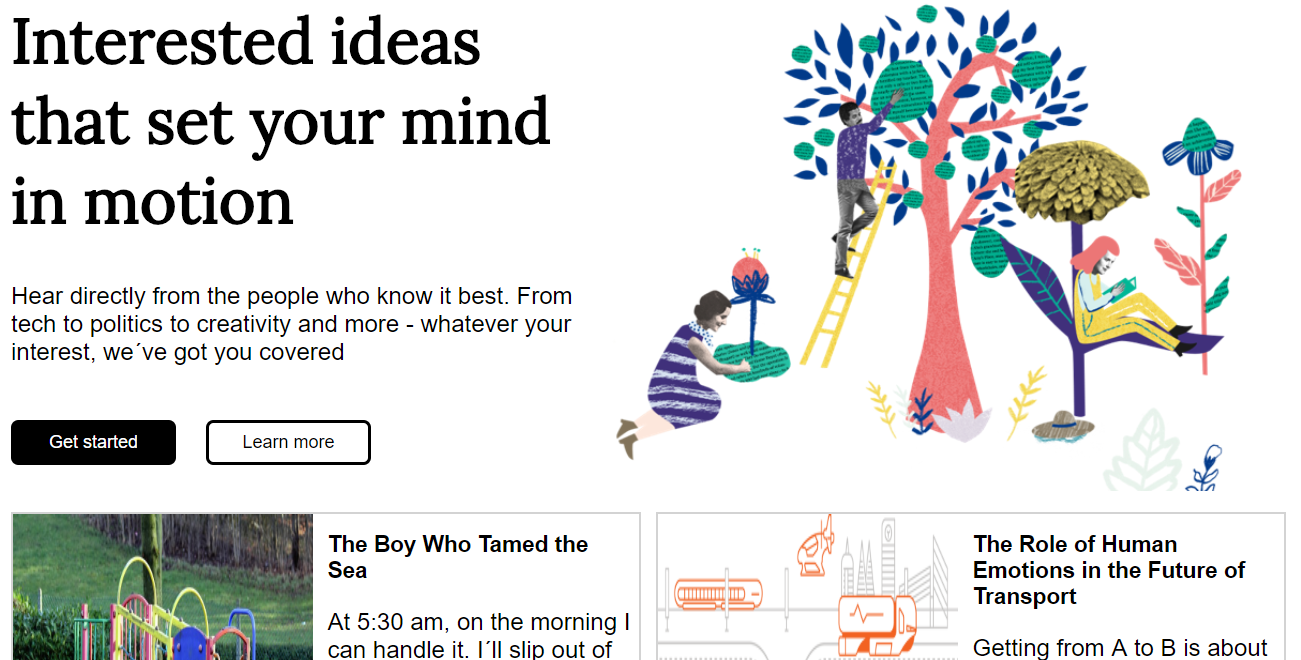 Interested ideas
that set your mind
in motion
Hear directly from the people who know it best. From
tech to politics to creativity and more - whatever your
interest, we´ve got you covered
Get started
Learn more
The Boy Who Tamed the
Sea
At 5:30 am, on the morning I
can handle it. I´ll slip out of
The Role of Human
Emotions in the Future of
Transport
Getting from A to B is about